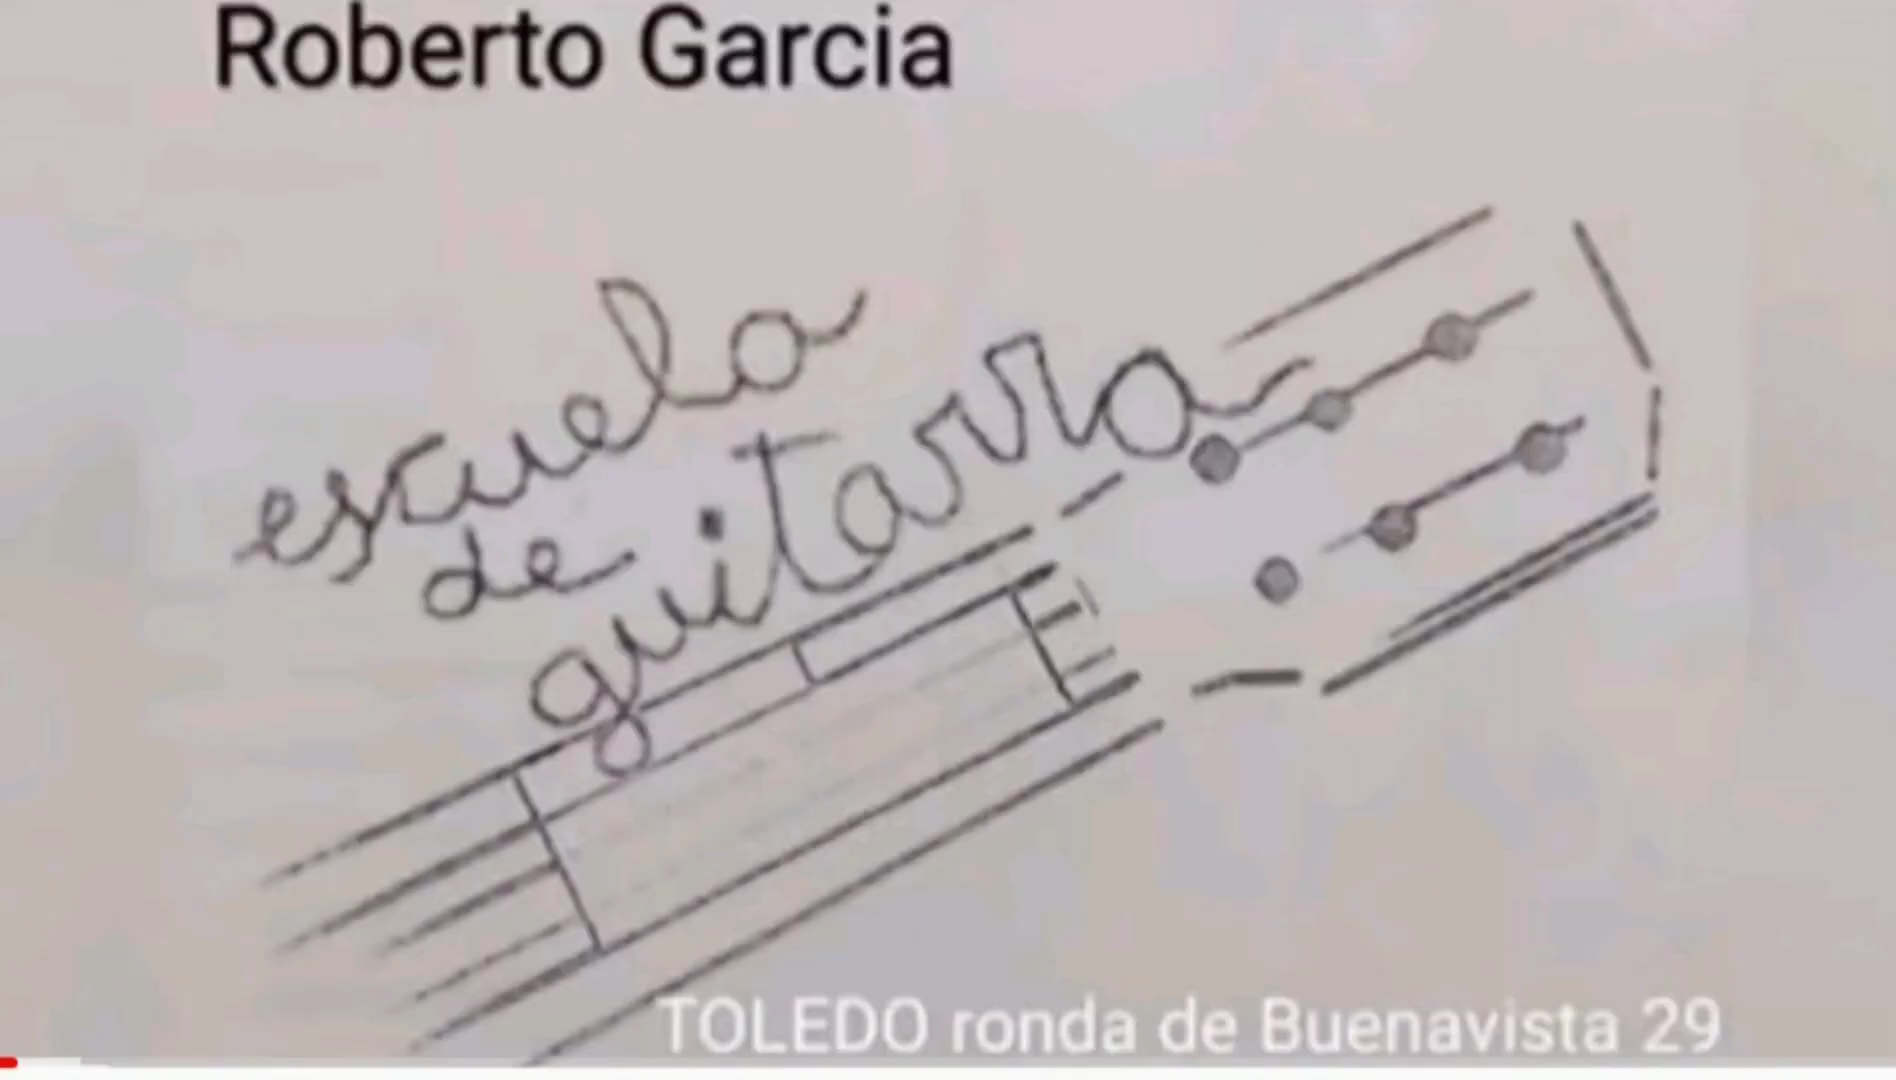 Roberto Garcia
escuela
de
guitarra
TOLEDO ronda de Buenavista 29